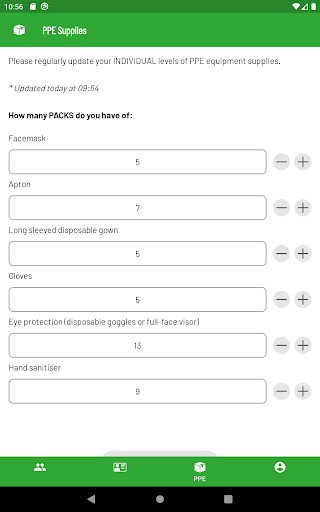 10:56
PPE Supplies
Please regularly update your INDIVIDUAL levels of PPE equipment supplies.
* Updated today at 09:54
How many PACKS do you have of:
Facemask
5
Apron
7
Long sleeved disposable gown
5
Gloves
5
Eye protection (disposable goggles or full-face visor)
13
Hand sanitiser
9
PPE